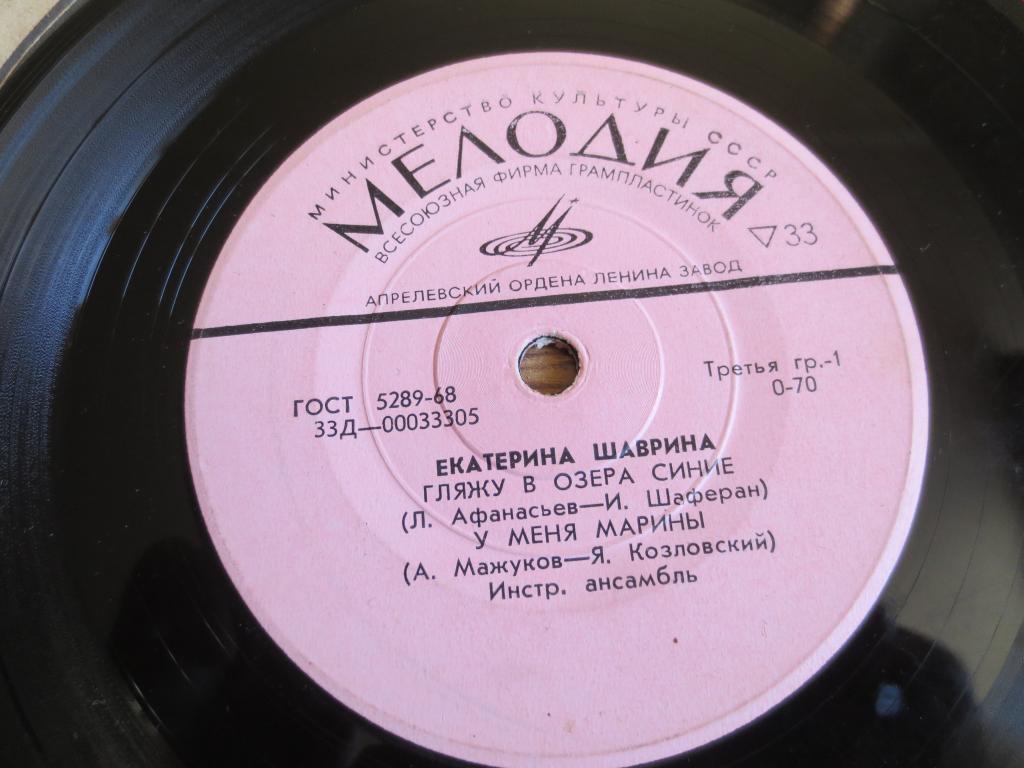 МИНИСТЕРСТВО КУЛЬТУРЫ СССР
МЕЛОДИЯ
ВСЕСОЮЗНАЯ ФИРМА ГРАМПЛАСТИНОК
▽33
АПРЕЛЕВСКИЙ ОРДЕНА ЛЕНИНА ЗАВОД
ГОСТ 5289-68
33Д—00033305
Третья гр.-1
0-70
ЕКАТЕРИНА ШАВРИНА
ГЛЯЖУ В ОЗЕРА СИНИЕ
(Л. Афанасьев—И. Шаферан)
У МЕНЯ МАРИНЫ
(А. Мажуков—Я. Козловский)
Инстр. ансамбль